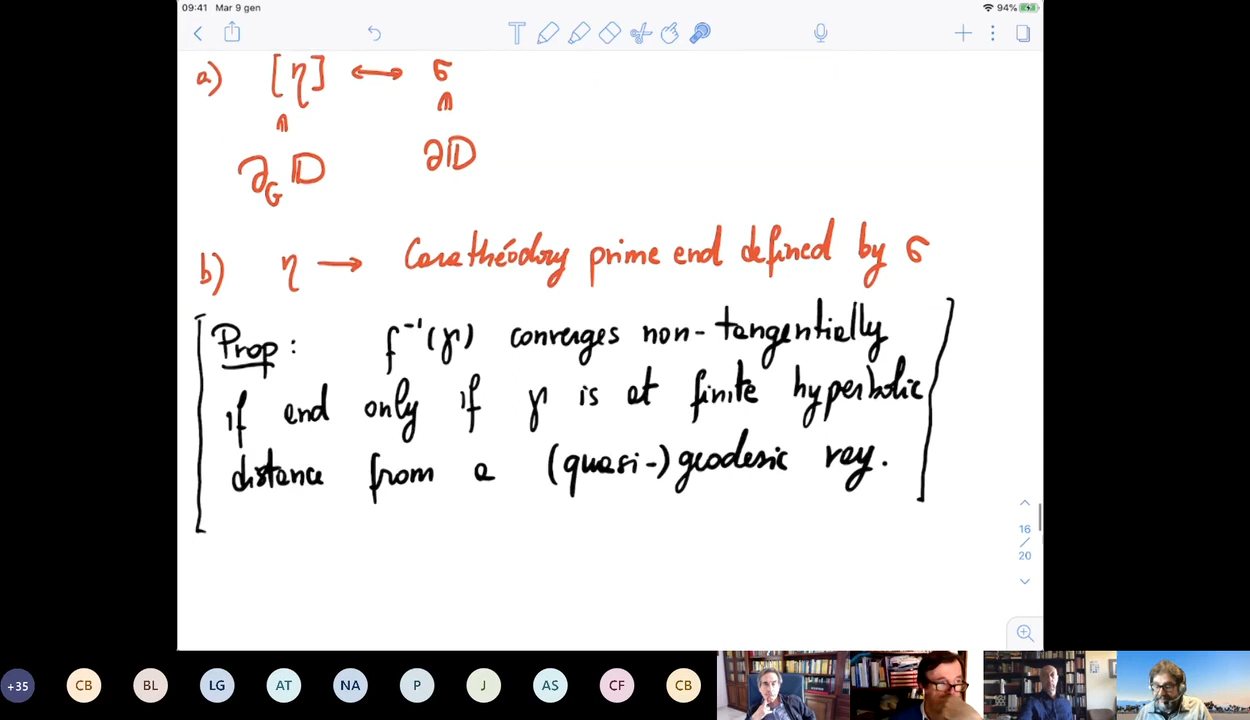 09:41 Mar 9 gen 94%
T
a) [η] ↔ σ
∂_G 𝔻 ∂𝔻
b) η → Carathéodory prime end defined by σ
Prop: f⁻¹(γ) converges non-tangentially
if and only if γ is at finite hyperbolic
distance from a (quasi-)geodesic ray.
16
/
20
+35 CB BL LG AT NA P J AS CF CB